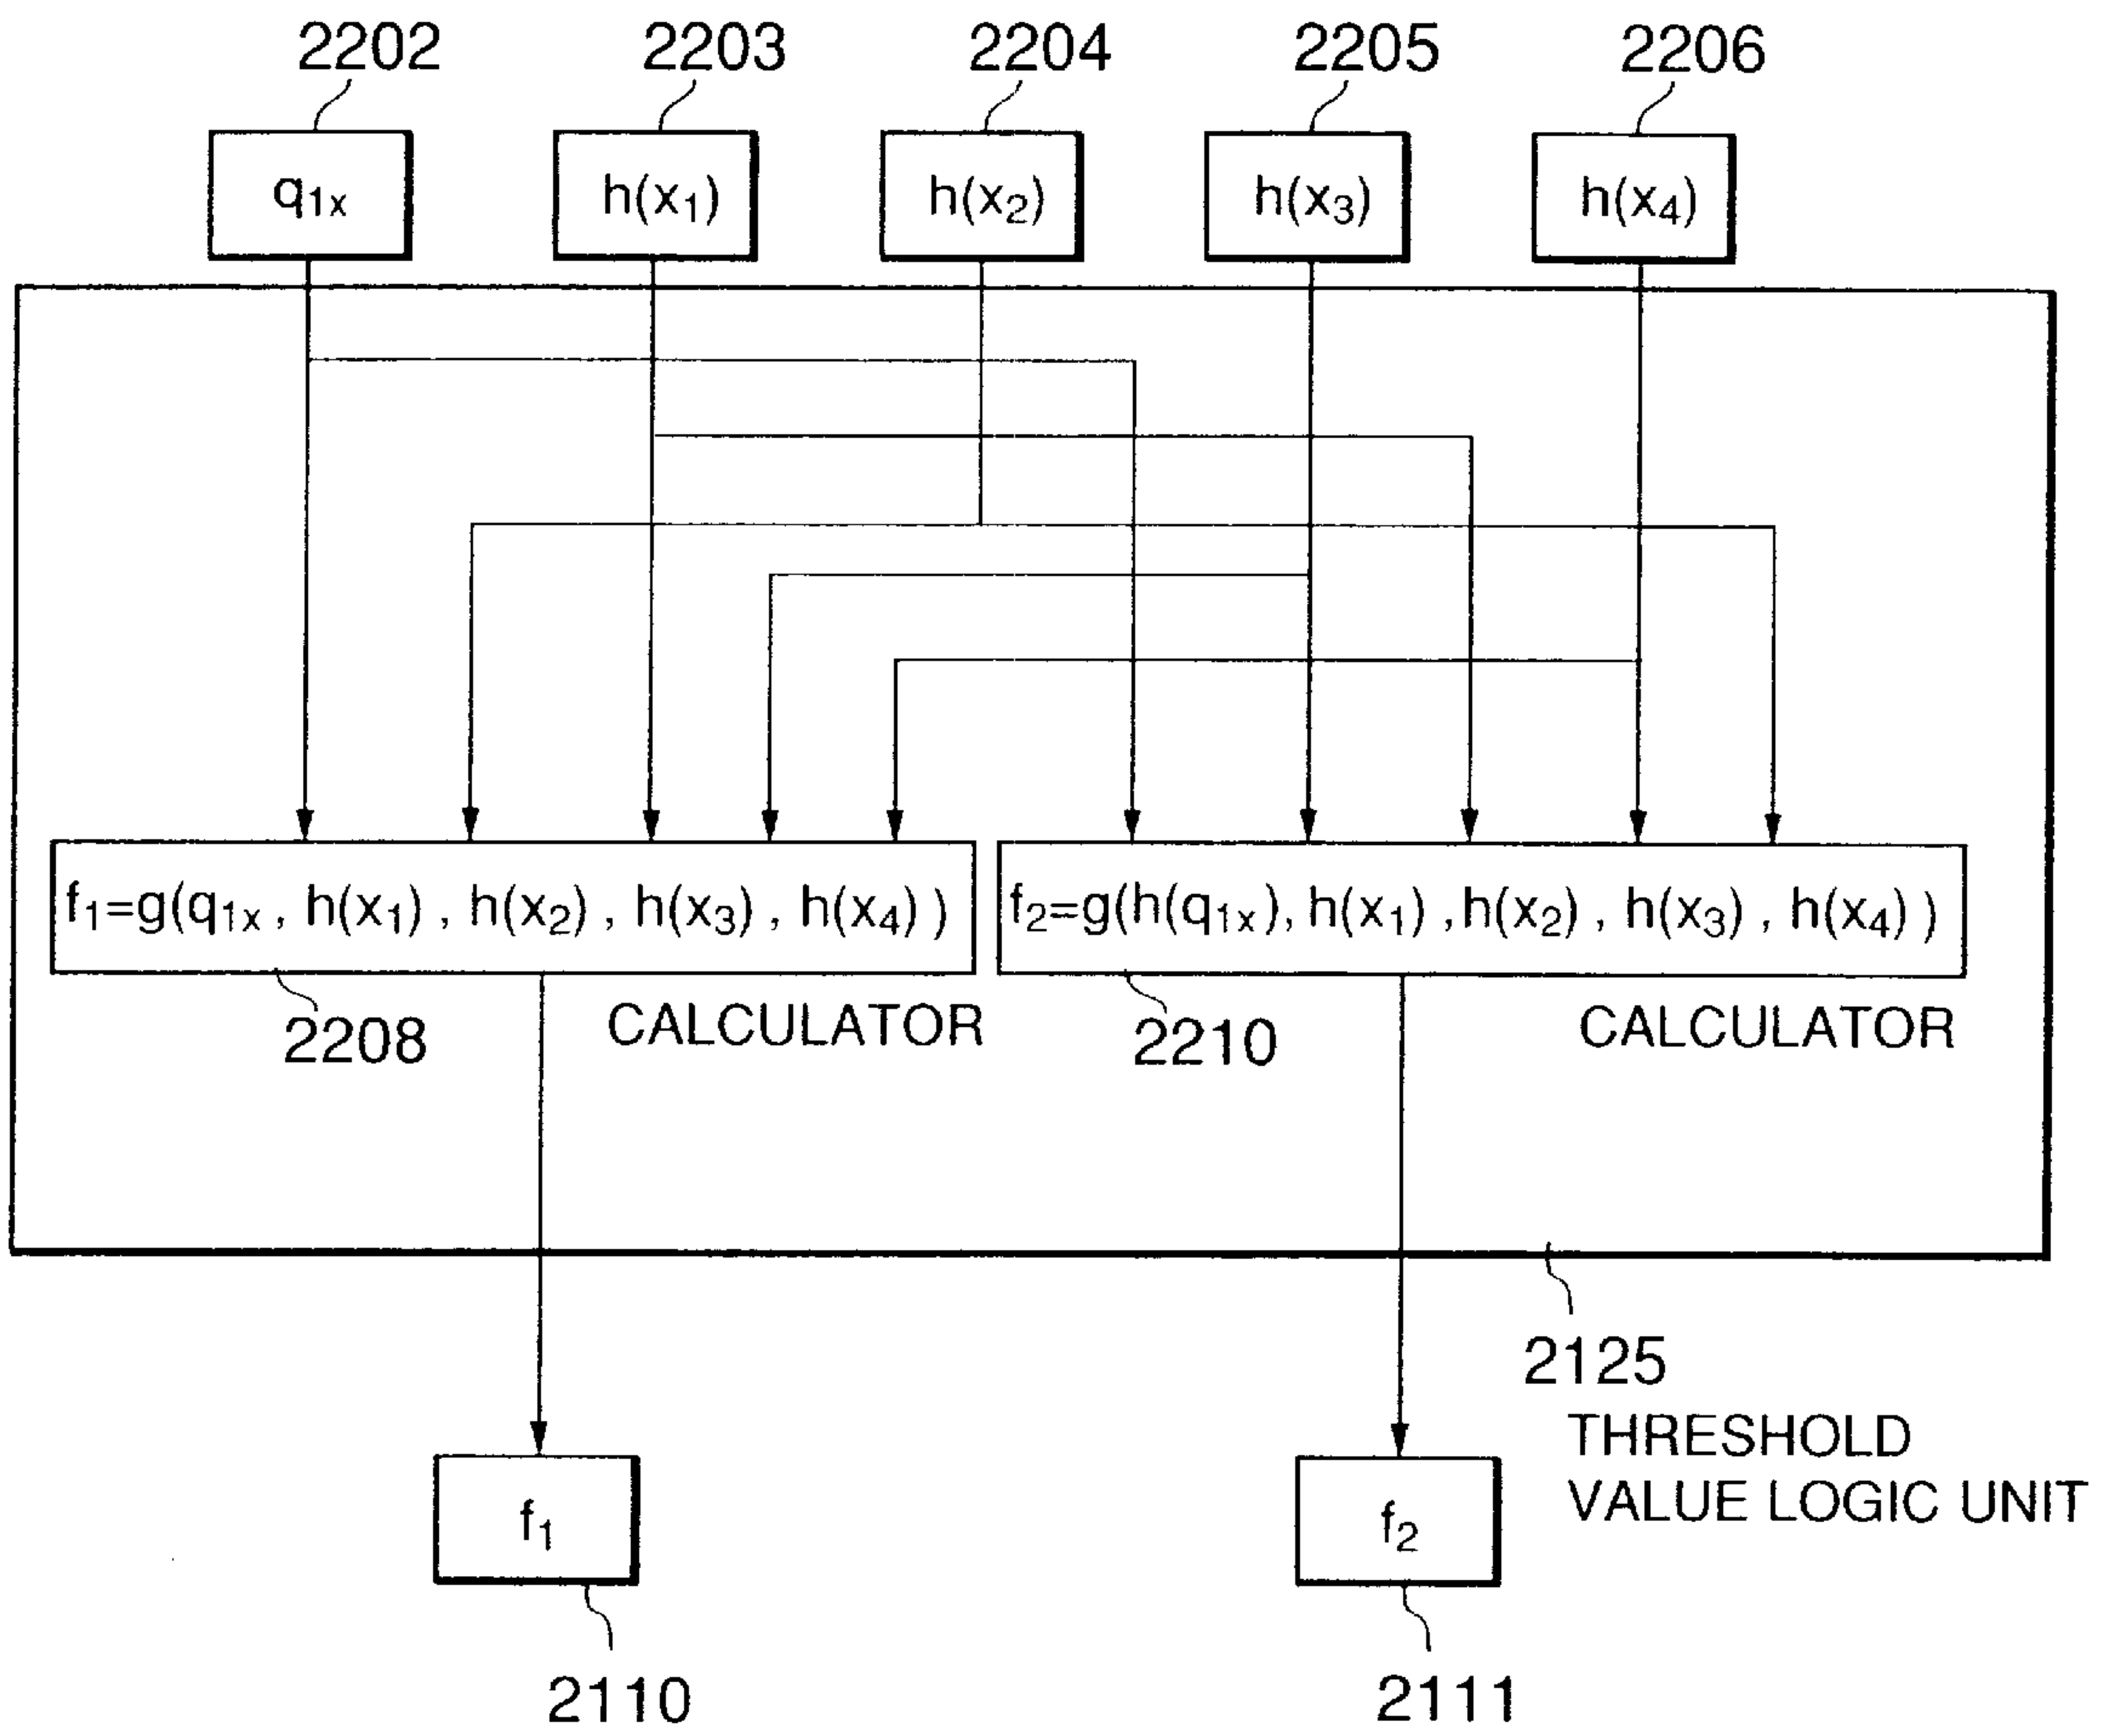 2202 2203 2204 2205 2206
q1x h(x1) h(x2) h(x3) h(x4)
f1=g(q1x, h(x1), h(x2), h(x3), h(x4)) f2=g(h(q1x), h(x1), h(x2), h(x3), h(x4))
2208 CALCULATOR 2210 CALCULATOR
2125
THRESHOLD
VALUE LOGIC UNIT
f1 f2
2110 2111